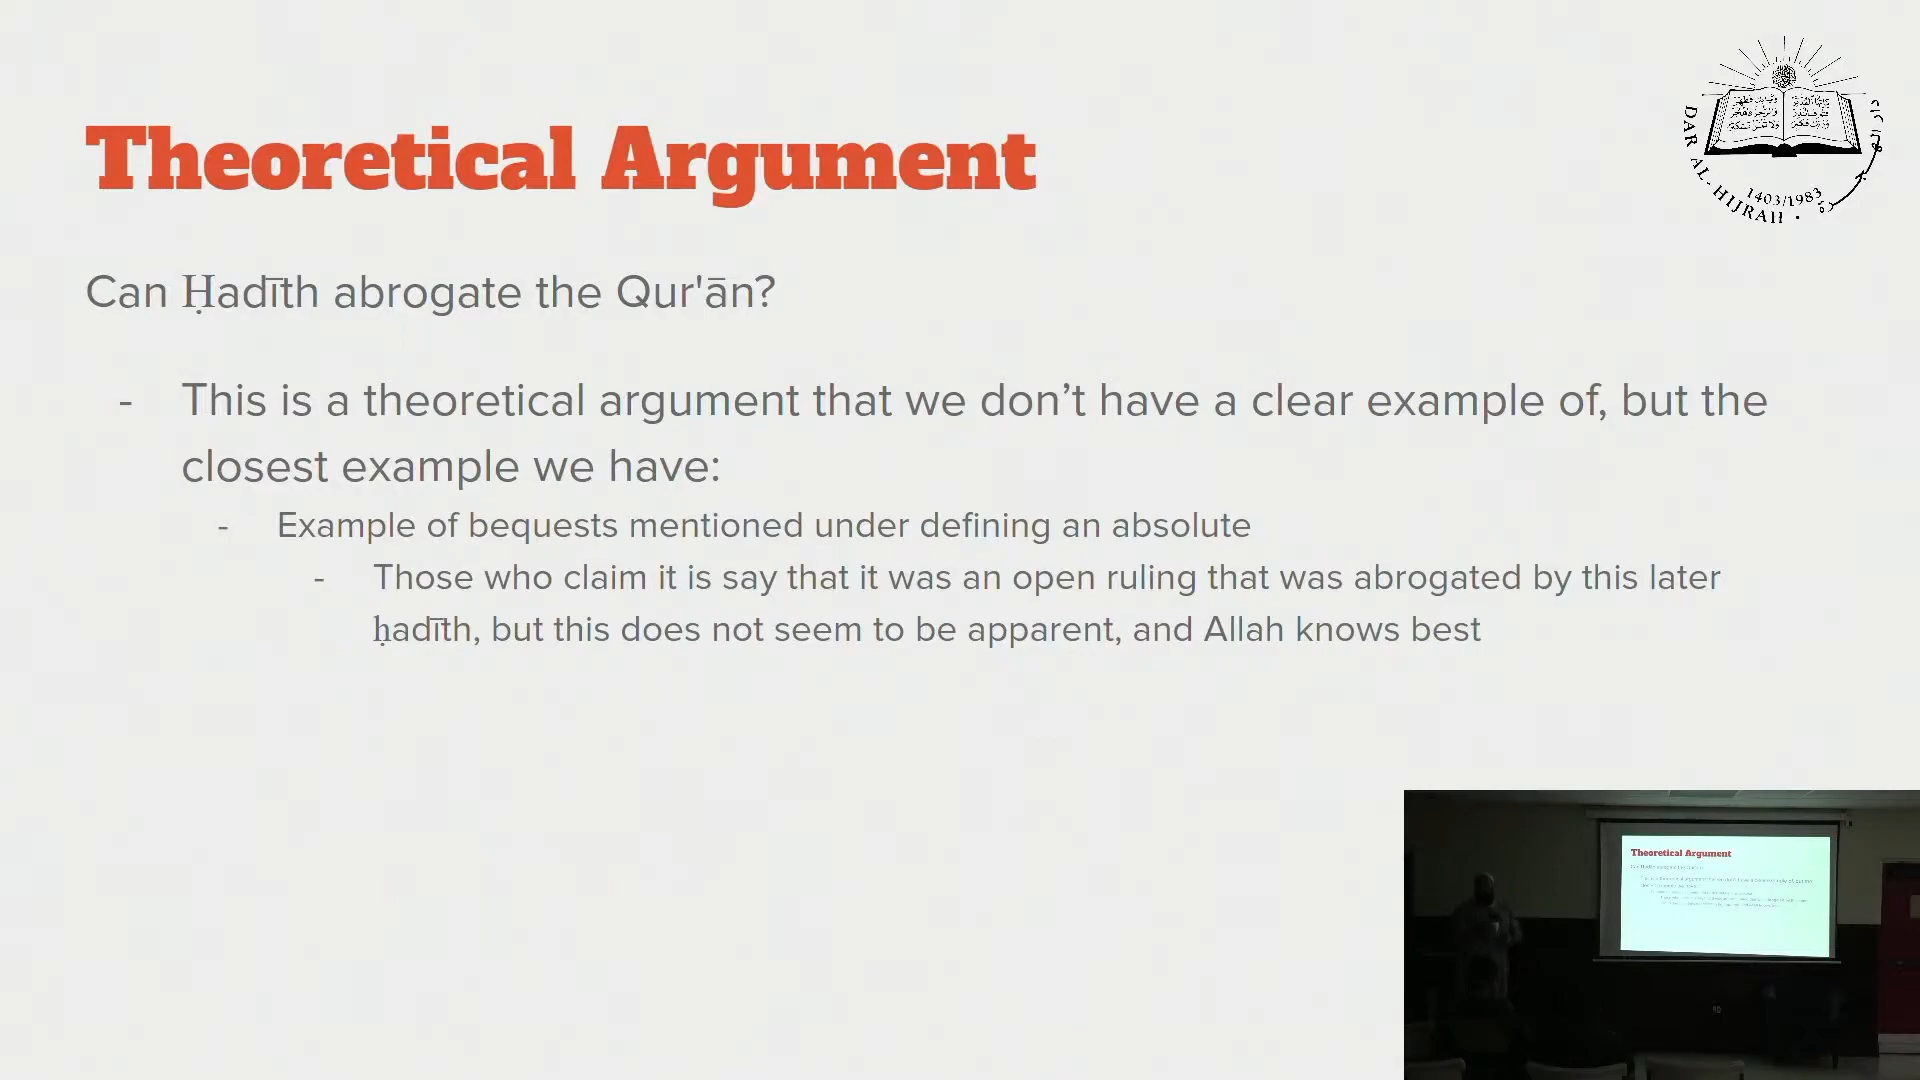 Theoretical Argument
Can Ḥadīth abrogate the Qur'ān?
- This is a theoretical argument that we don’t have a clear example of, but the
closest example we have:
- Example of bequests mentioned under defining an absolute
- Those who claim it is say that it was an open ruling that was abrogated by this later
ḥadīth, but this does not seem to be apparent, and Allah knows best
DAR AL-HIJRAH
1403/1983
Theoretical Argument